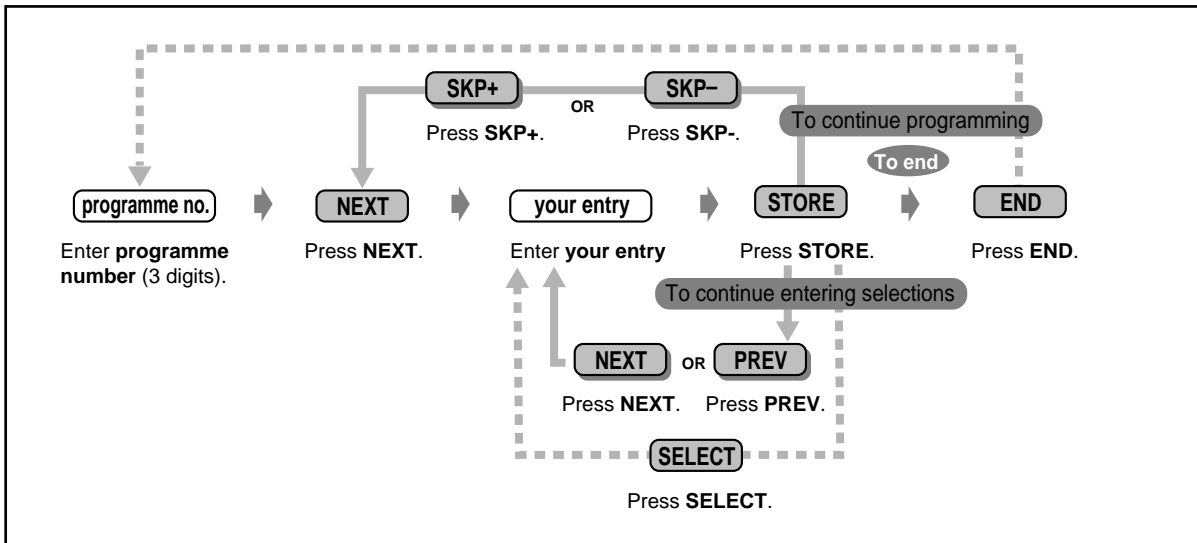 SKP+
OR
SKP–
Press SKP+.
Press SKP-.
To continue programming
To end
programme no.
NEXT
your entry
STORE
END
Enter programme
number (3 digits).
Press NEXT.
Enter your entry
Press STORE.
Press END.
To continue entering selections
NEXT
OR
PREV
Press NEXT.
Press PREV.
SELECT
Press SELECT.